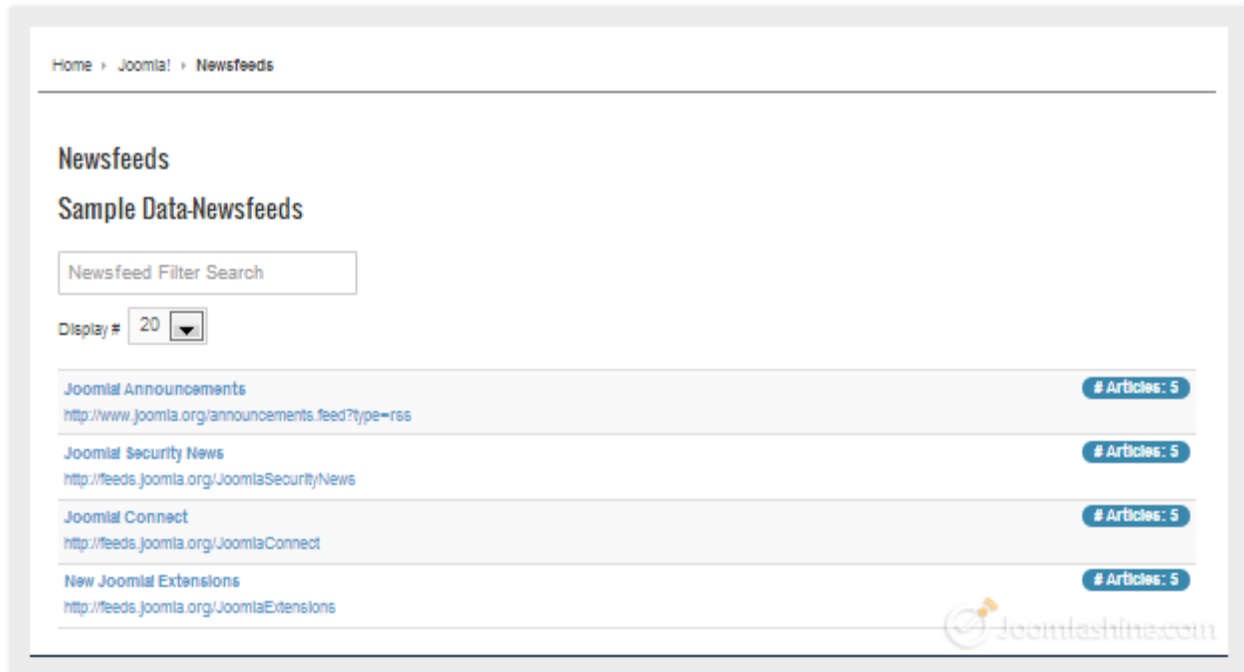 Home › Joomla! › Newsfeeds
Newsfeeds
Sample Data-Newsfeeds
Newsfeed Filter Search
Display # 20
Joomla! Announcements # Articles: 5
http://www.joomla.org/announcements.feed?type=rss
Joomla! Security News # Articles: 5
http://feeds.joomla.org/JoomlaSecurityNews
Joomla! Connect # Articles: 5
http://feeds.joomla.org/JoomlaConnect
New Joomla! Extensions # Articles: 5
http://feeds.joomla.org/JoomlaExtensions
Joomlashine.com